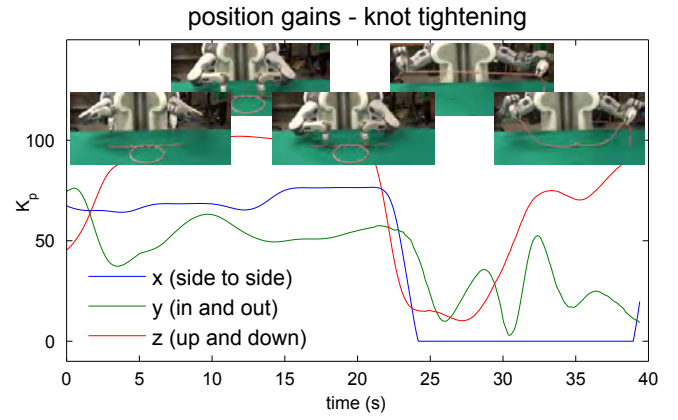 position gains - knot tightening
100
50
0
K_p
x (side to side)
y (in and out)
z (up and down)
0 5 10 15 20 25 30 35 40
time (s)